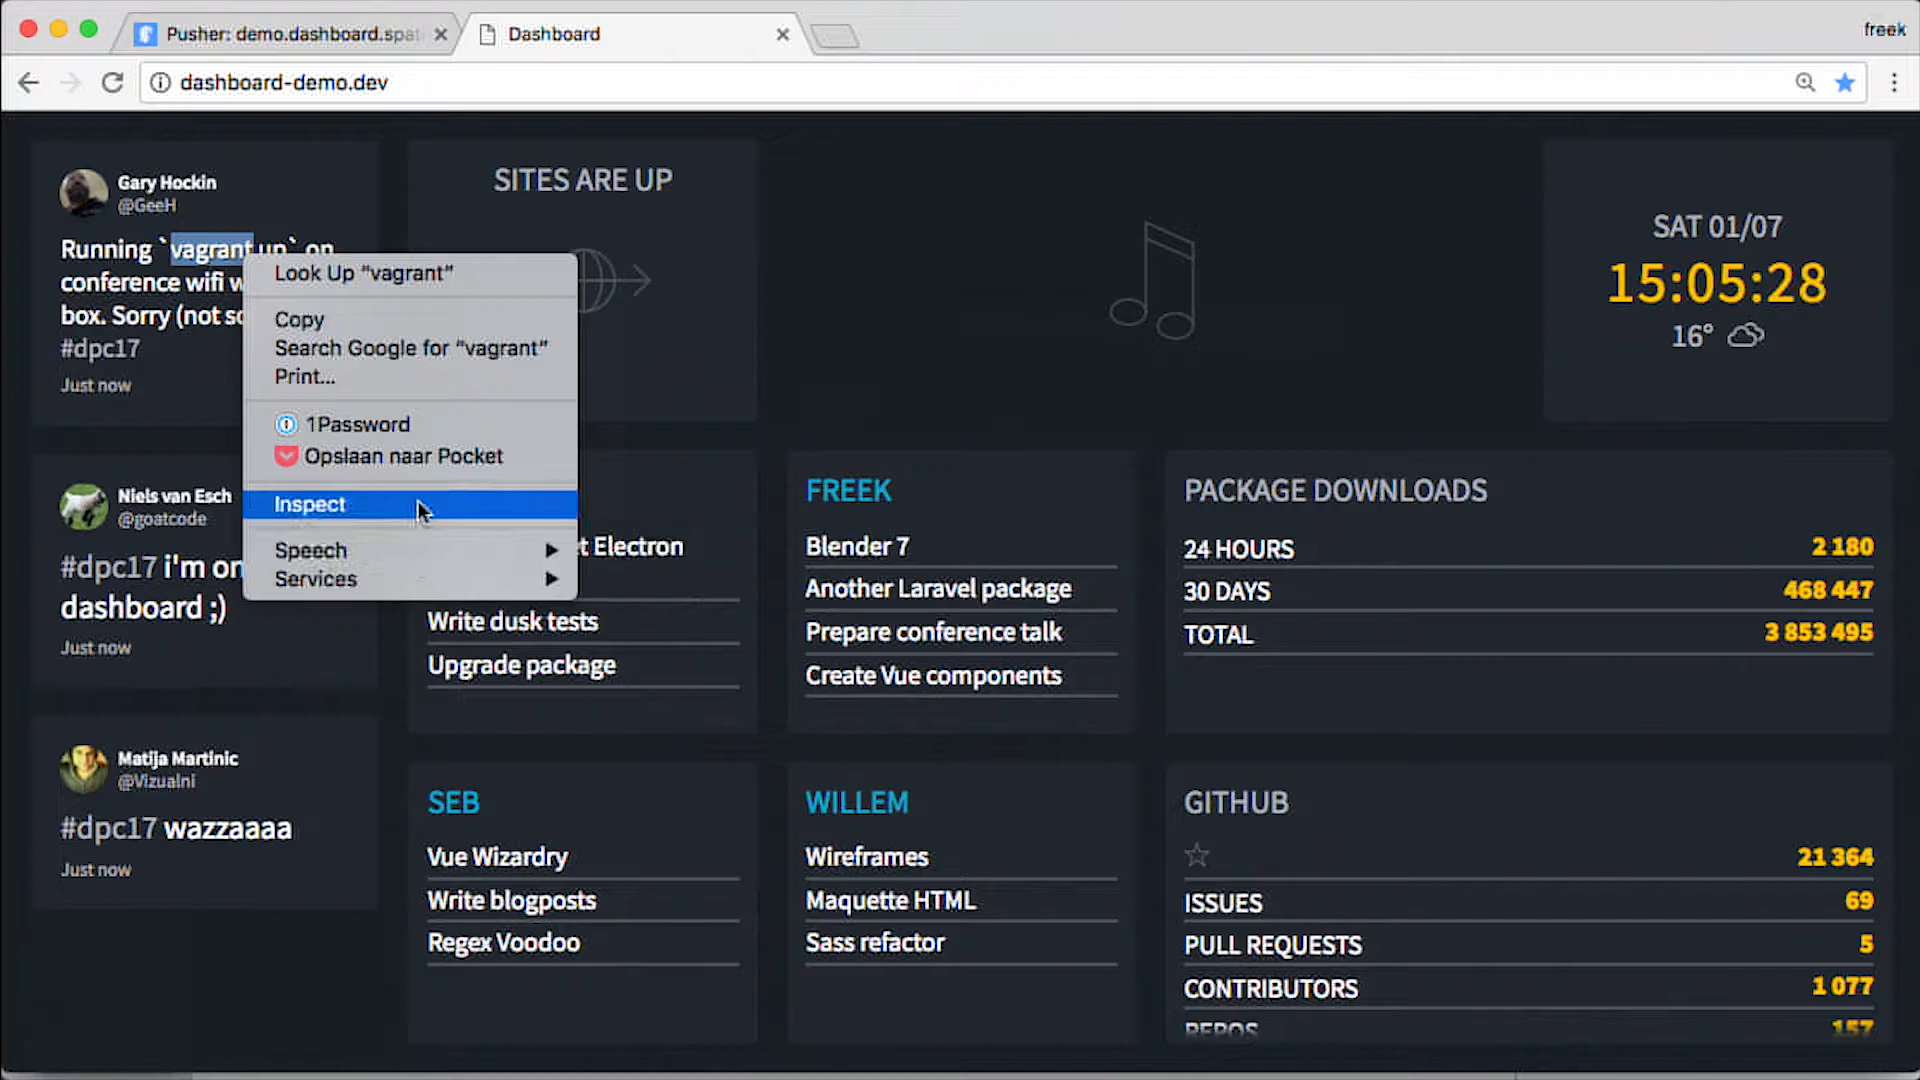 Pusher: demo.dashboard.spat
Dashboard
freek
dashboard-demo.dev
Gary Hockin
@GeeH
Running `vagrant up` on
conference wifi
box. Sorry (not
#dpc17
Just now
Look Up “vagrant”
Copy
Search Google for “vagrant”
Print...
1Password
Opslaan naar Pocket
Inspect
Speech
Services
Niels van Esch
@goatcode
#dpc17 i'm on
dashboard ;)
Just now
Matija Martinic
@Vizualni
#dpc17 wazzaaaa
Just now
SITES ARE UP
SAT 01/07
15:05:28
16°
Electron
Write dusk tests
Upgrade package
FREEK
Blender 7
Another Laravel package
Prepare conference talk
Create Vue components
PACKAGE DOWNLOADS
24 HOURS 2 180
30 DAYS 468 447
TOTAL 3 853 495
SEB
Vue Wizardry
Write blogposts
Regex Voodoo
WILLEM
Wireframes
Maquette HTML
Sass refactor
GITHUB
21 364
ISSUES 69
PULL REQUESTS 5
CONTRIBUTORS 1 077
REPOS 157